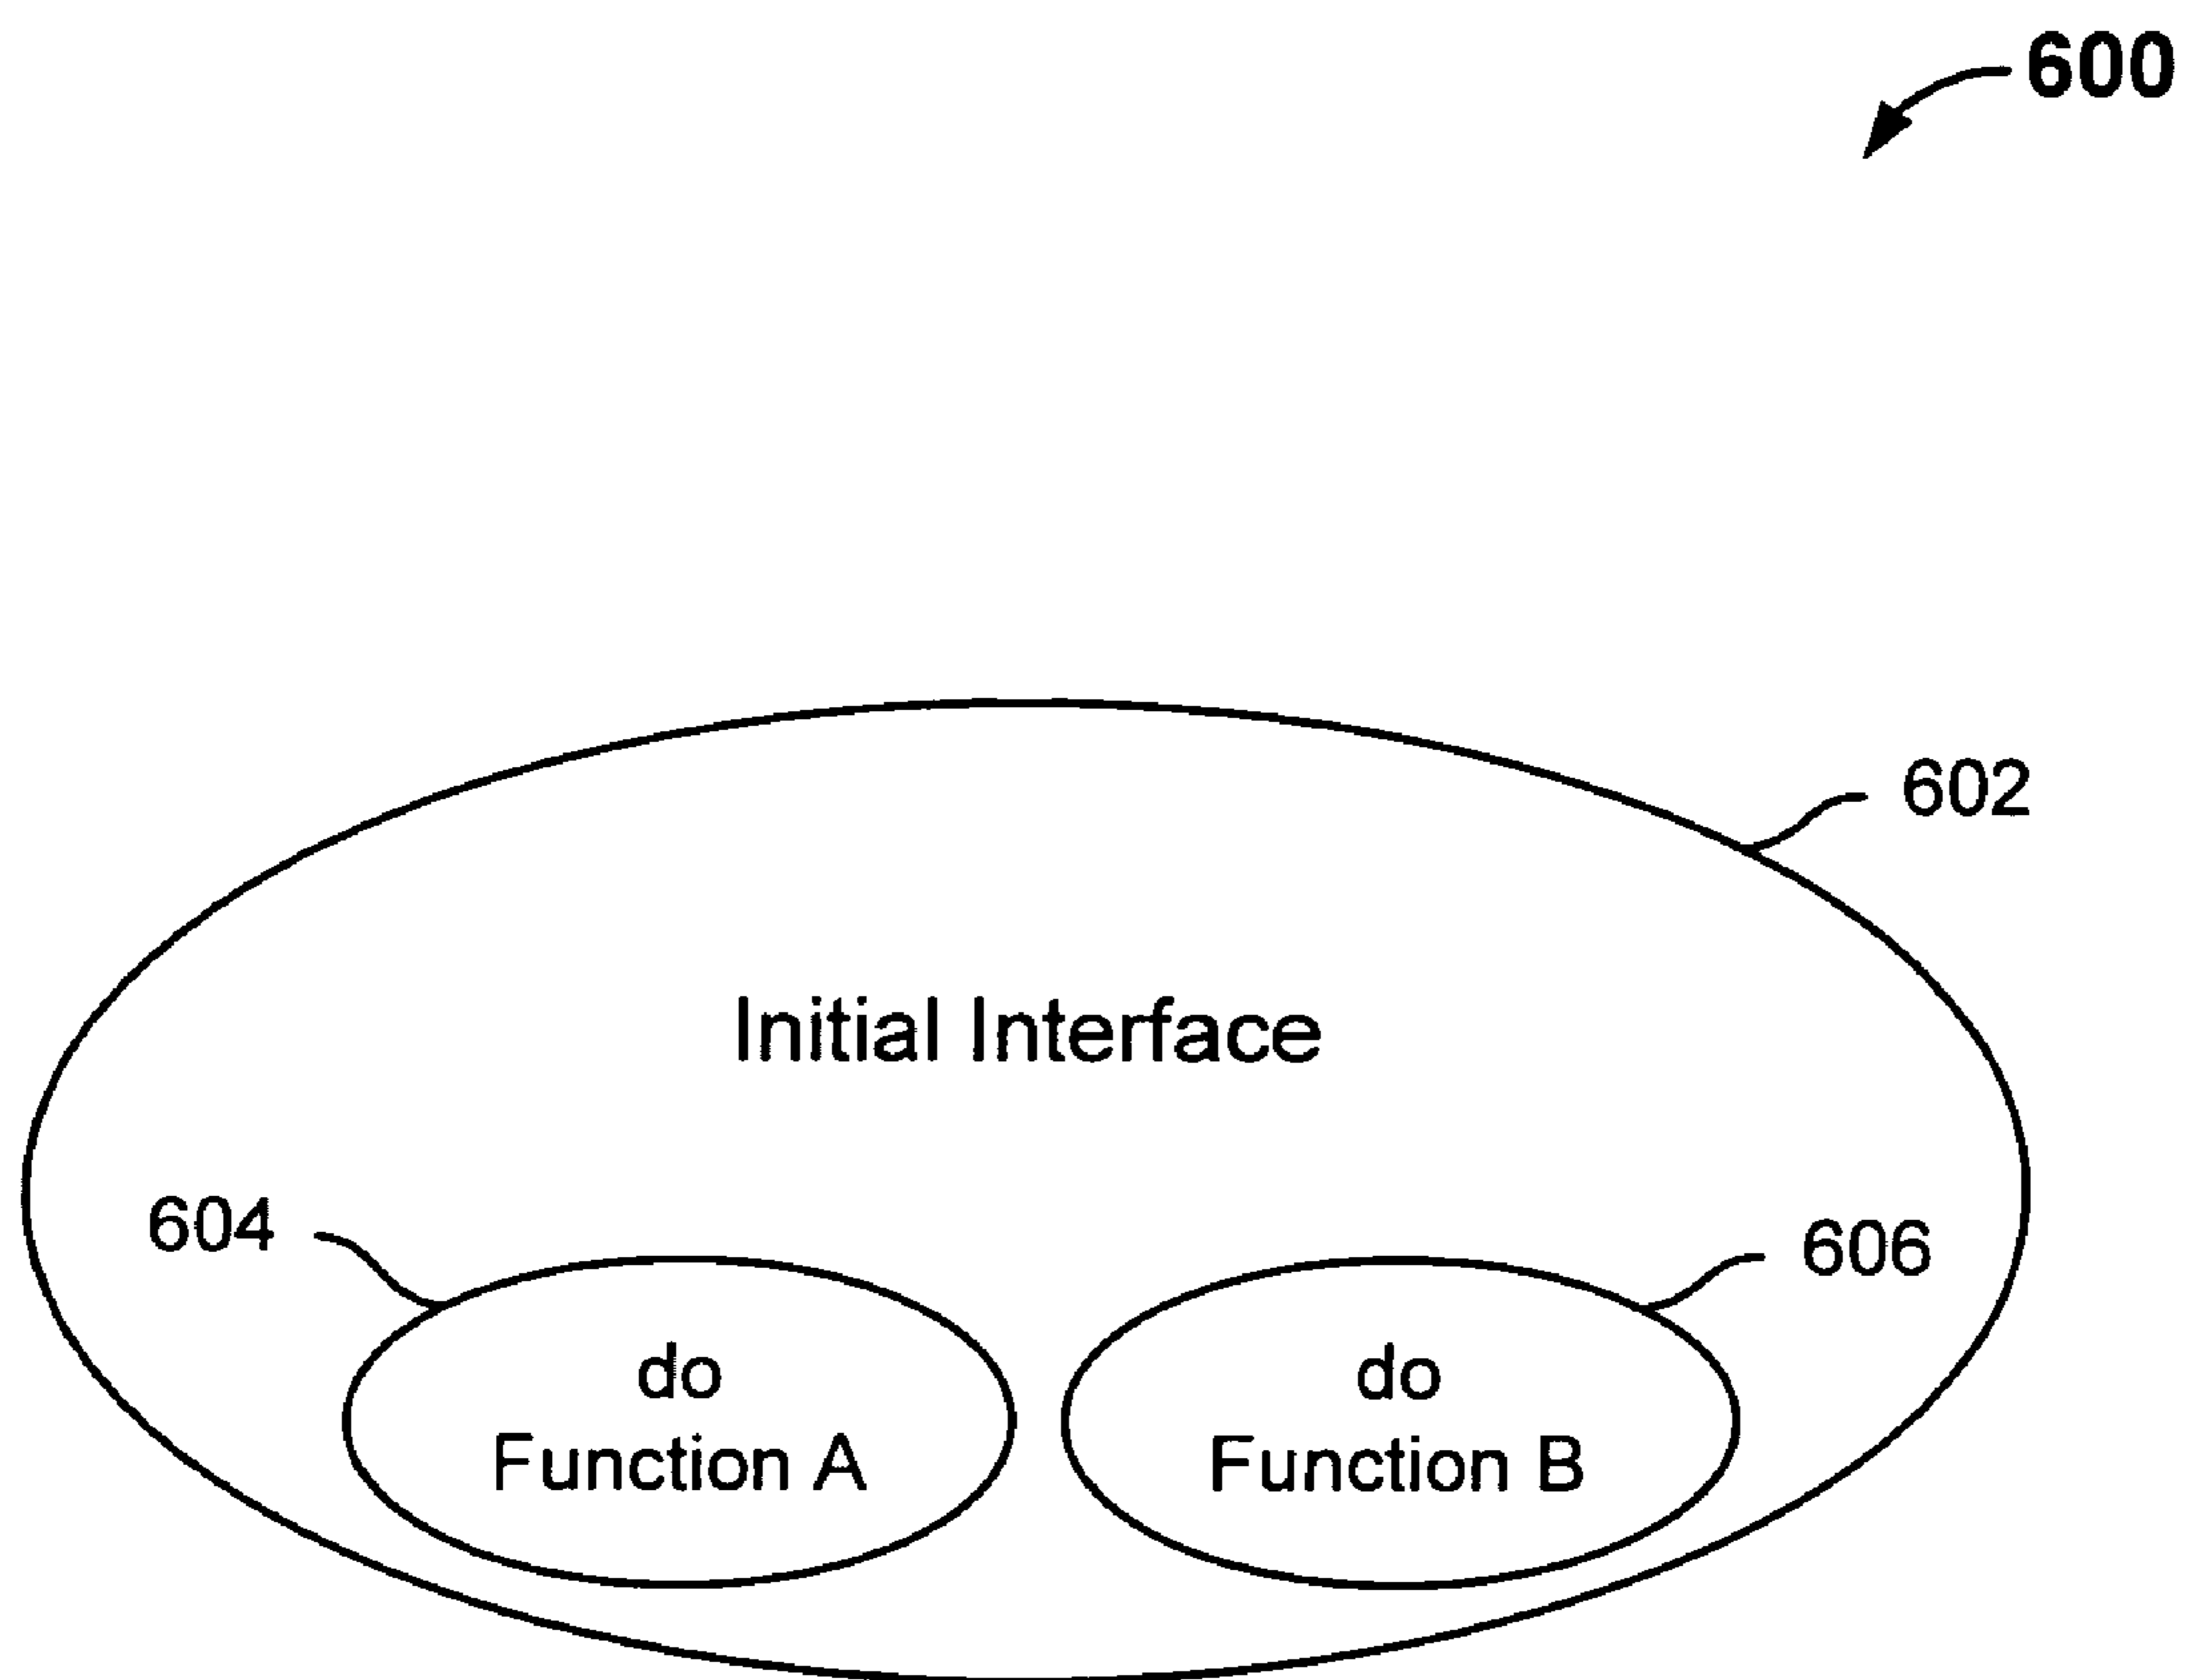 600
602
Initial Interface
604
606
do
Function A
do
Function B